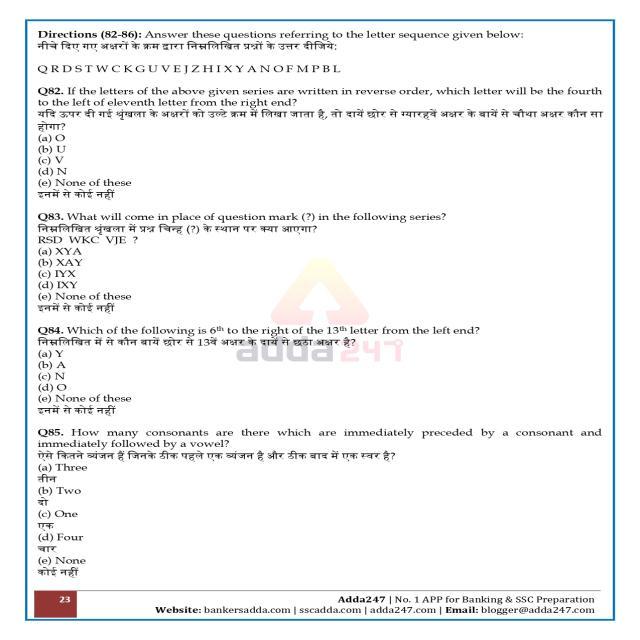 Directions (82-86): Answer these questions referring to the letter sequence given below:
नीचे दिए गए अक्षरों के क्रम द्वारा निम्नलिखित प्रश्नों के उत्तर दीजिये:
Q R D S T W C K G U V E J Z H I X Y A N O F M P B L
Q82. If the letters of the above given series are written in reverse order, which letter will be the fourth
to the left of eleventh letter from the right end?
यदि ऊपर दी गई श्रृंखला के अक्षरों को उल्टे क्रम में लिखा जाता है, तो दायें छोर से ग्यारहवें अक्षर के बायें से चौथा अक्षर कौन सा
होगा?
(a) O
(b) U
(c) V
(d) N
(e) None of these
इनमें से कोई नहीं
Q83. What will come in place of question mark (?) in the following series?
निम्नलिखित श्रृंखला में प्रश्न चिन्ह (?) के स्थान पर क्या आएगा?
RSD WKC VJE ?
(a) XYA
(b) XAY
(c) IYX
(d) IXY
(e) None of these
इनमें से कोई नहीं
Q84. Which of the following is 6th to the right of the 13th letter from the left end?
निम्नलिखित में से कौन बायें छोर से 13वें अक्षर के दायें से छठा अक्षर है?
adda247
(a) Y
(b) A
(c) N
(d) O
(e) None of these
इनमें से कोई नहीं
Q85. How many consonants are there which are immediately preceded by a consonant and
immediately followed by a vowel?
ऐसे कितने व्यंजन हैं जिनके ठीक पहले एक व्यंजन है और ठीक बाद में एक स्वर है?
(a) Three
तीन
(b) Two
दो
(c) One
एक
(d) Four
चार
(e) None
कोई नहीं
23 Adda247 | No. 1 APP for Banking & SSC Preparation
Website: bankersadda.com | sscadda.com | adda247.com | Email: blogger@adda247.com